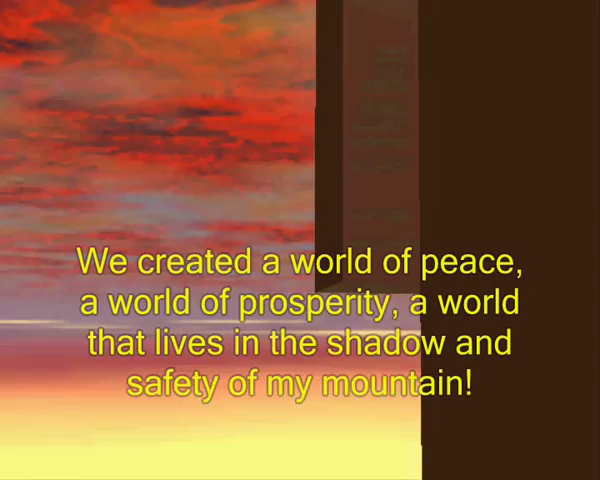 We created a world of peace,
a world of prosperity, a world
that lives in the shadow and
safety of my mountain!